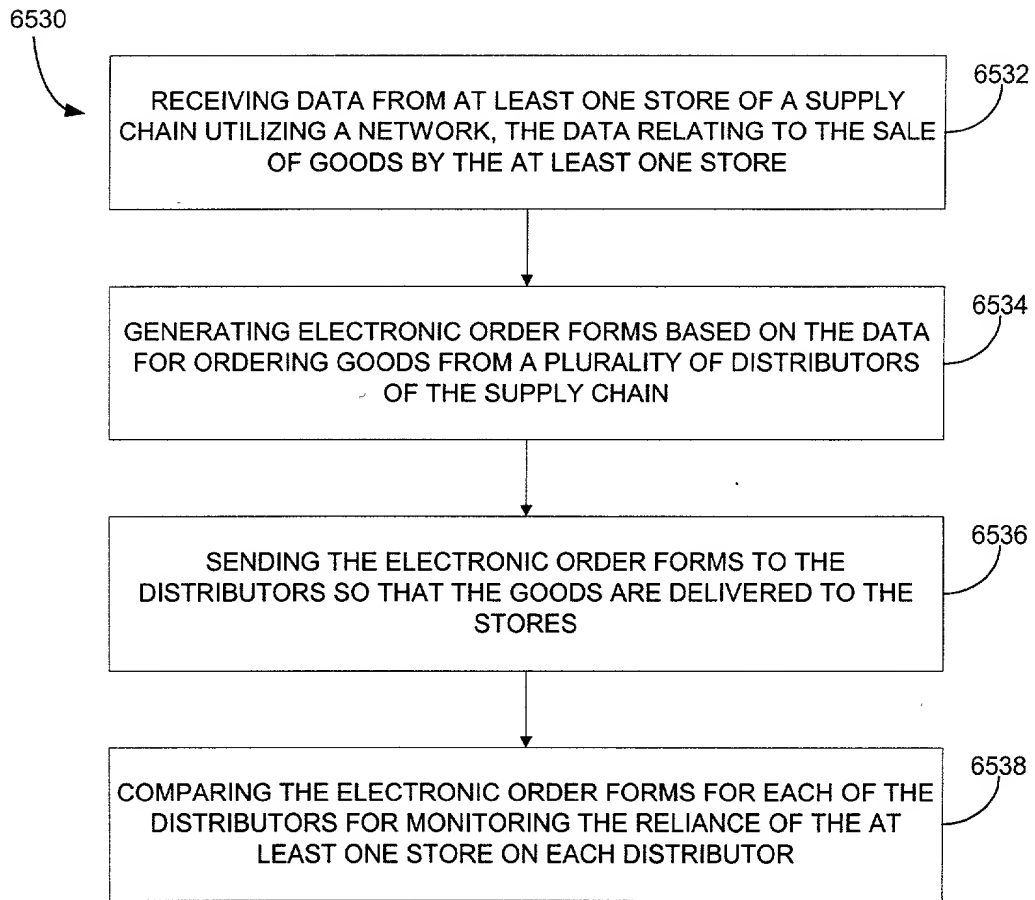 6530
RECEIVING DATA FROM AT LEAST ONE STORE OF A SUPPLY
CHAIN UTILIZING A NETWORK, THE DATA RELATING TO THE SALE
OF GOODS BY THE AT LEAST ONE STORE
6532
GENERATING ELECTRONIC ORDER FORMS BASED ON THE DATA
FOR ORDERING GOODS FROM A PLURALITY OF DISTRIBUTORS
OF THE SUPPLY CHAIN
6534
SENDING THE ELECTRONIC ORDER FORMS TO THE
DISTRIBUTORS SO THAT THE GOODS ARE DELIVERED TO THE
STORES
6536
COMPARING THE ELECTRONIC ORDER FORMS FOR EACH OF THE
DISTRIBUTORS FOR MONITORING THE RELIANCE OF THE AT
LEAST ONE STORE ON EACH DISTRIBUTOR
6538